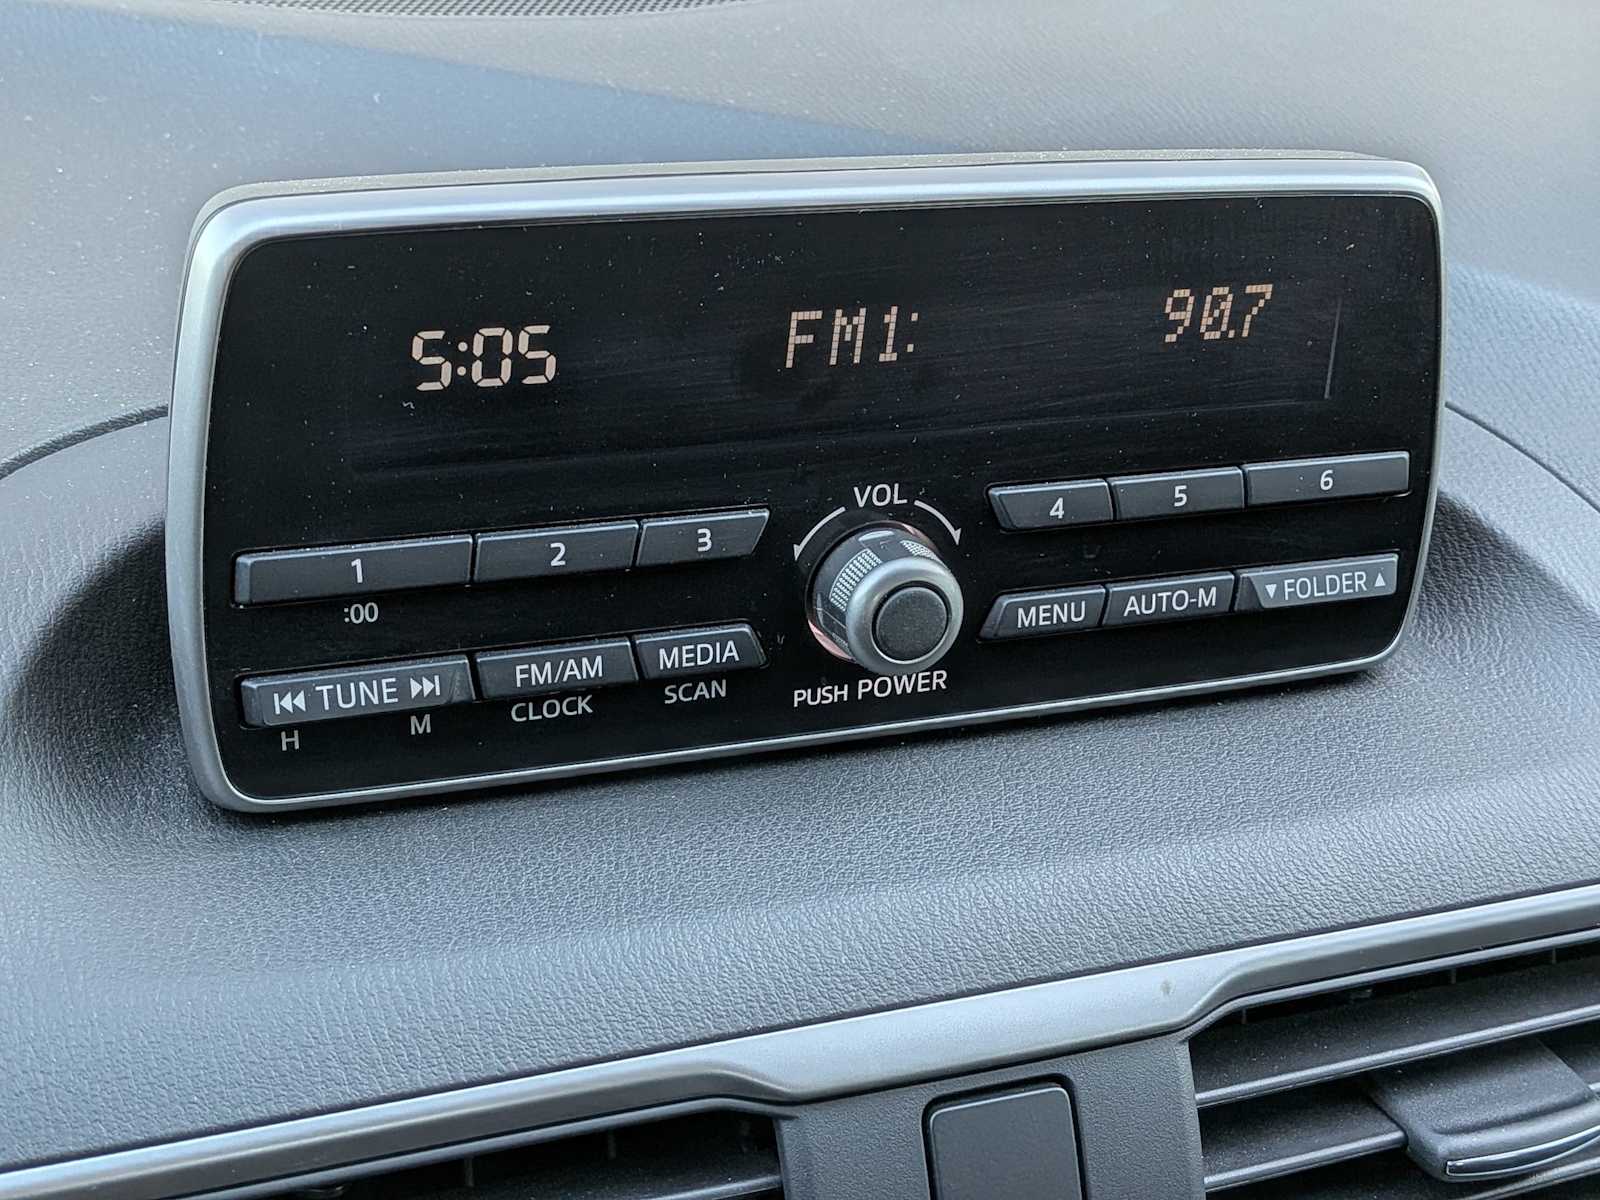 5:05 FM1: 90.7
VOL
1 2 3 4 5 6
:00
⏮ TUNE ⏭ FM/AM MEDIA MENU AUTO-M ▼ FOLDER ▲
H M CLOCK SCAN PUSH POWER